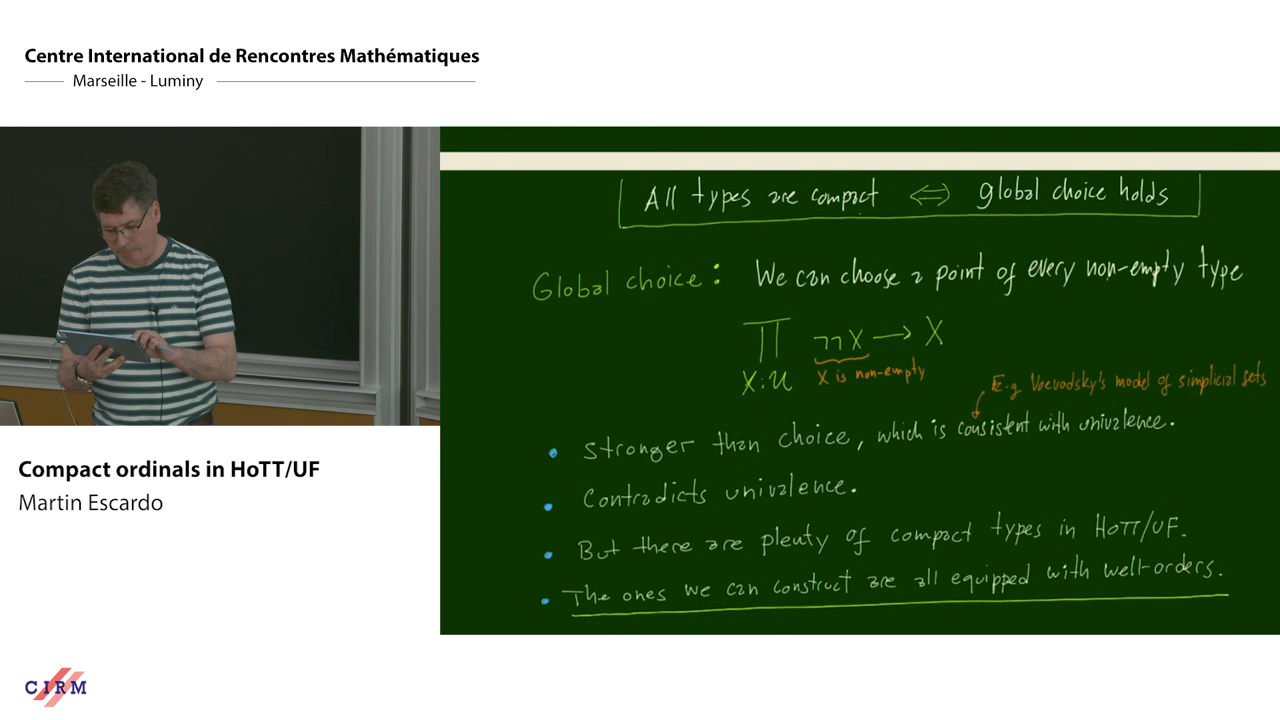 Centre International de Rencontres Mathématiques
Marseille - Luminy
All types are compact ⇔ global choice holds
Global choice: We can choose a point of every non-empty type
∏ ¬¬X → X
X:U X is non-empty
E.g Voevodsky's model of simplicial sets
• Stronger than choice, which is consistent with univalence.
• Contradicts univalence.
• But there are plenty of compact types in HoTT/UF.
• The ones we can construct are all equipped with well-orders.
Compact ordinals in HoTT/UF
Martin Escardo
CIRM